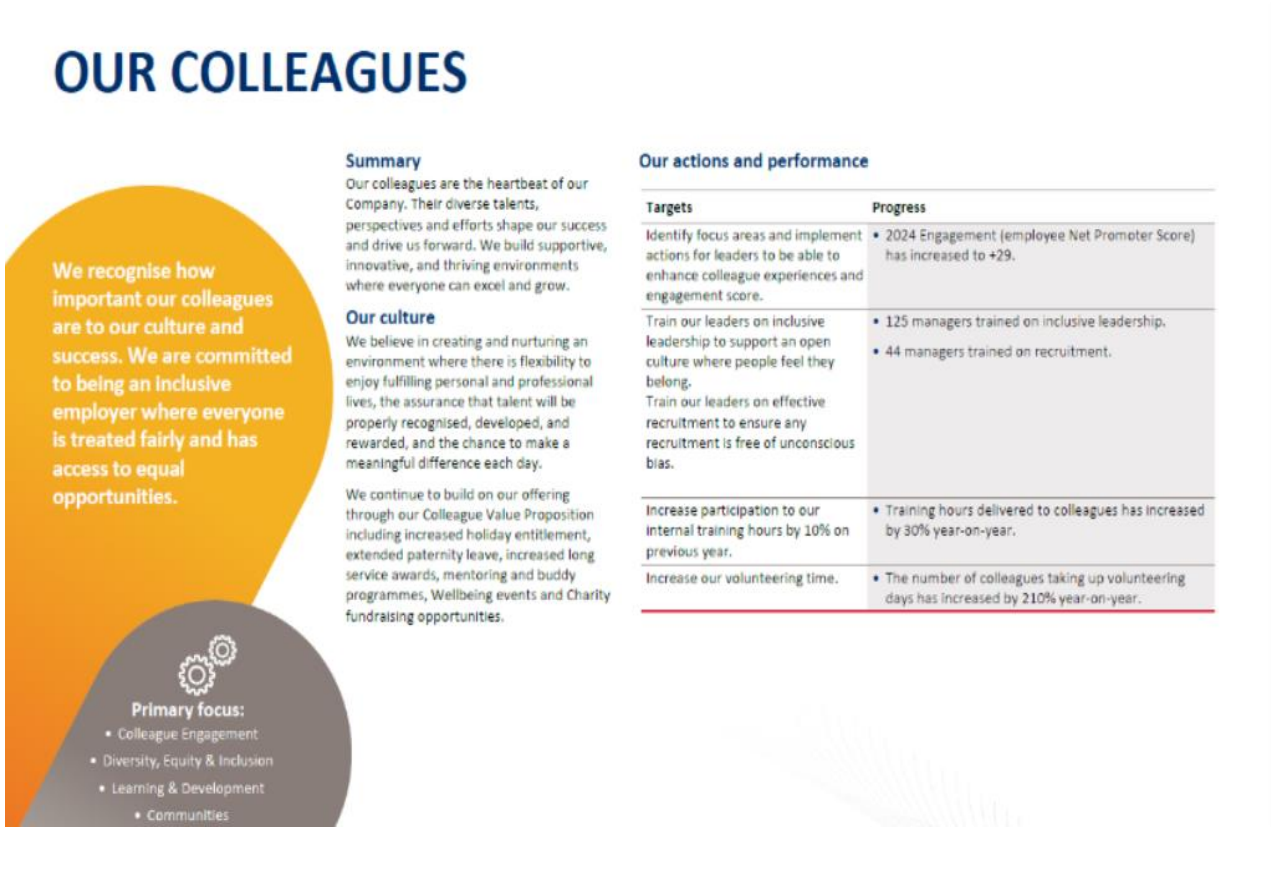 OUR COLLEAGUES
We recognise how
important our colleagues
are to our culture and
success. We are committed
to being an inclusive
employer where everyone
is treated fairly and has
access to equal
opportunities.
Primary focus:
• Colleague Engagement
• Diversity, Equity & Inclusion
• Learning & Development
• Communities
Summary
Our colleagues are the heartbeat of our
Company. Their diverse talents,
perspectives and efforts shape our success
and drive us forward. We build supportive,
innovative, and thriving environments
where everyone can excel and grow.
Our culture
We believe in creating and nurturing an
environment where there is flexibility to
enjoy fulfilling personal and professional
lives, the assurance that talent will be
properly recognised, developed, and
rewarded, and the chance to make a
meaningful difference each day.
We continue to build on our offering
through our Colleague Value Proposition
including increased holiday entitlement,
extended paternity leave, increased long
service awards, mentoring and buddy
programmes, Wellbeing events and Charity
fundraising opportunities.
Our actions and performance
Targets Progress
Identify focus areas and implement
actions for leaders to be able to
enhance colleague experiences and
engagement score.
• 2024 Engagement (employee Net Promoter Score)
has increased to +29.
Train our leaders on inclusive
leadership to support an open
culture where people feel they
belong.
Train our leaders on effective
recruitment to ensure any
recruitment is free of unconscious
bias.
• 125 managers trained on inclusive leadership.
• 44 managers trained on recruitment.
Increase participation to our
internal training hours by 10% on
previous year.
• Training hours delivered to colleagues has increased
by 30% year-on-year.
Increase our volunteering time.
• The number of colleagues taking up volunteering
days has increased by 210% year-on-year.